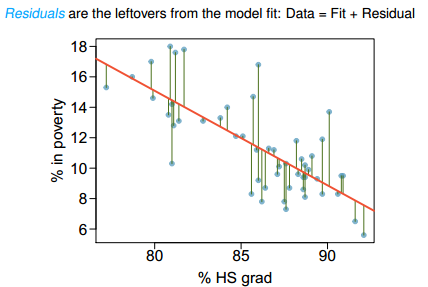 Residuals are the leftovers from the model fit: Data = Fit + Residual
18
16
14
12
10
8
6
% in poverty
80 85 90
% HS grad